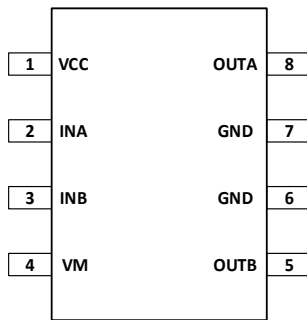 1 VCC OUTA 8
2 INA GND 7
3 INB GND 6
4 VM OUTB 5